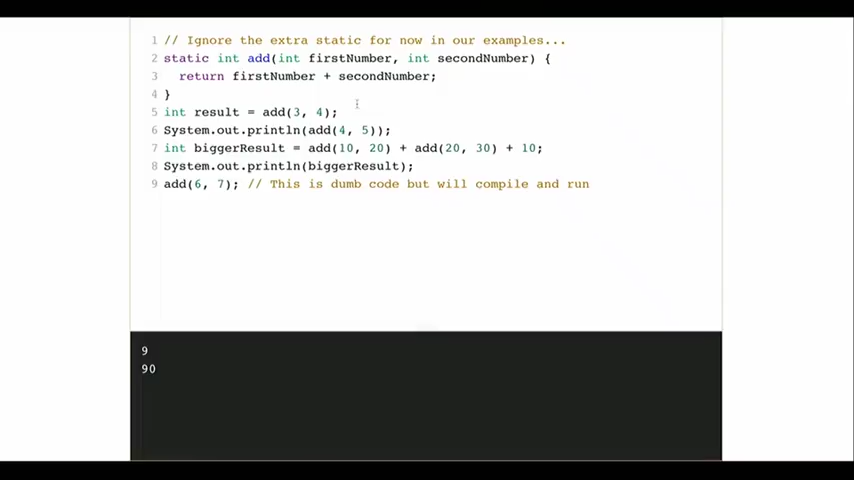 1 // Ignore the extra static for now in our examples...
2 static int add(int firstNumber, int secondNumber) {
3   return firstNumber + secondNumber;
4 }
5 int result = add(3, 4);
6 System.out.println(add(4, 5));
7 int biggerResult = add(10, 20) + add(20, 30) + 10;
8 System.out.println(biggerResult);
9 add(6, 7); // This is dumb code but will compile and run
9
90